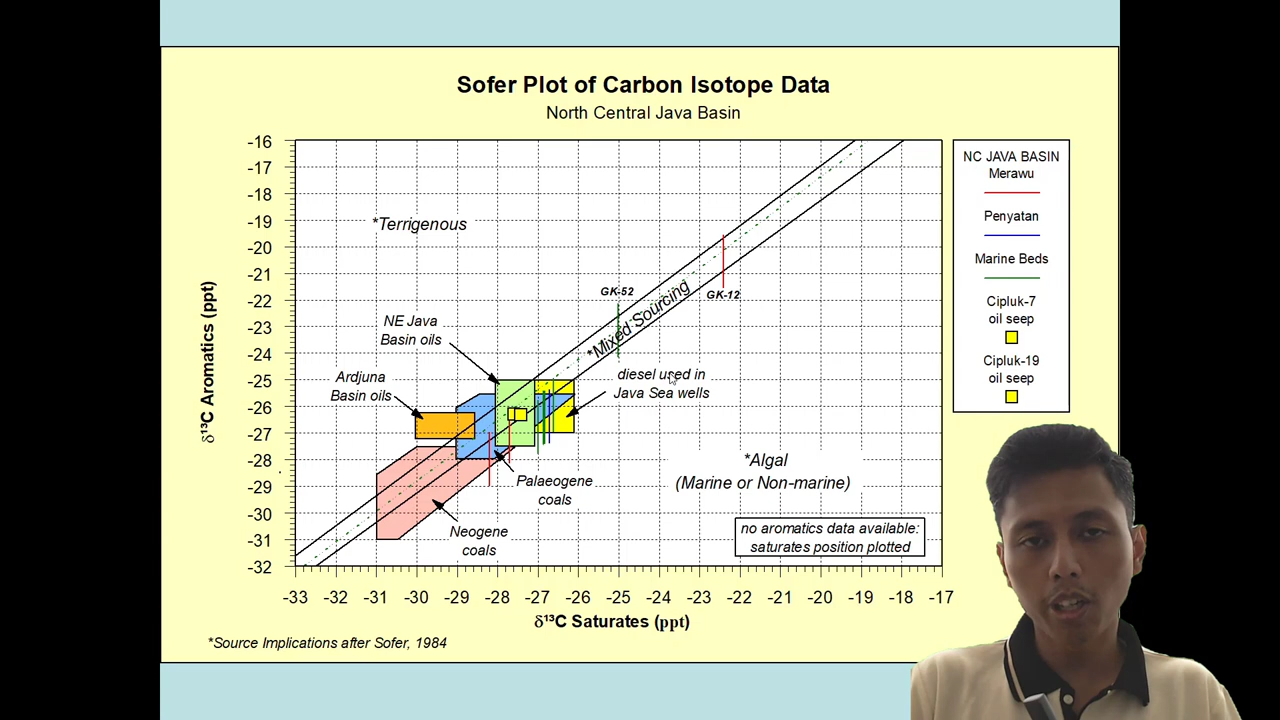 Sofer Plot of Carbon Isotope Data
North Central Java Basin
-16
-17
-18
-19
-20
-21
-22
-23
-24
-25
-26
-27
-28
-29
-30
-31
-32
δ¹³C Aromatics (ppt)
*Terrigenous
NE Java
Basin oils
Ardjuna
Basin oils
GK-52
GK-12
*Mixed Sourcing
diesel used in
Java Sea wells
*Algal
(Marine or Non-marine)
Palaeogene
coals
Neogene
coals
no aromatics data available:
saturates position plotted
-33
-32
-31
-30
-29
-28
-27
-26
-25
-24
-23
-22
-21
-20
-19
-18
-17
δ¹³C Saturates (ppt)
*Source Implications after Sofer, 1984
NC JAVA BASIN
Merawu
Penyatan
Marine Beds
Cipluk-7
oil seep
Cipluk-19
oil seep